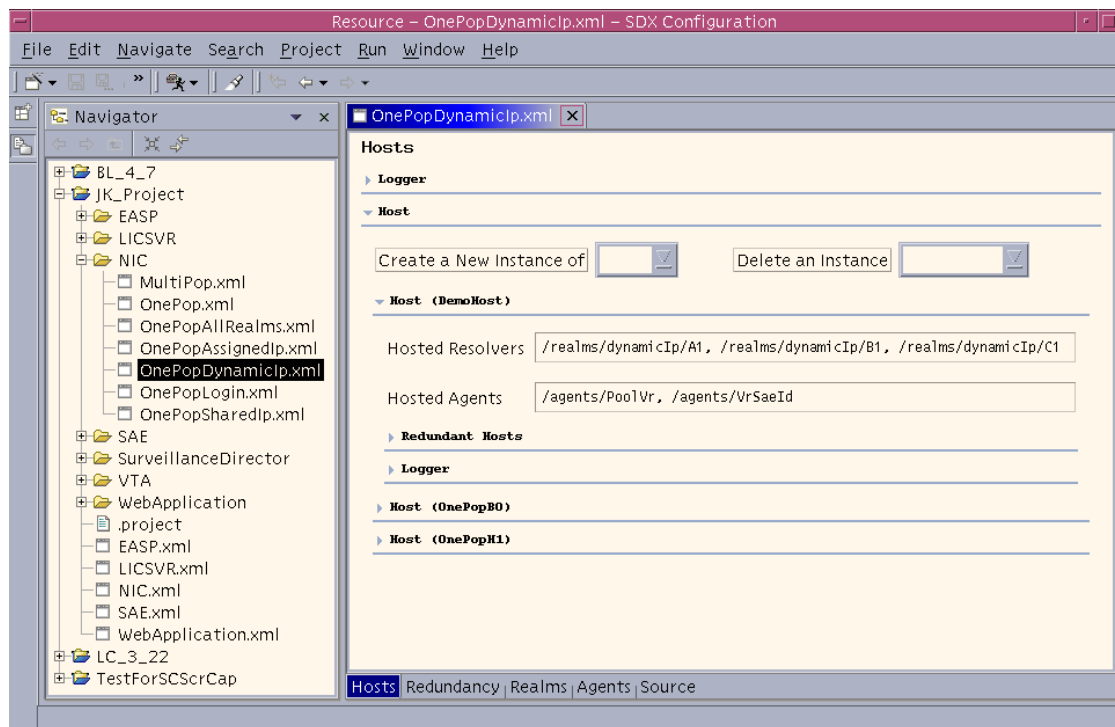 Resource – OnePopDynamicIp.xml – SDX Configuration
File Edit Navigate Search Project Run Window Help
Navigator
BL_4_7
JK_Project
EASP
LICSVR
NIC
MultiPop.xml
OnePop.xml
OnePopAllRealms.xml
OnePopAssignedIp.xml
OnePopDynamicIp.xml
OnePopLogin.xml
OnePopSharedIp.xml
SAE
SurveillanceDirector
VTA
WebApplication
.project
EASP.xml
LICSVR.xml
NIC.xml
SAE.xml
WebApplication.xml
LC_3_22
TestForSCScrCap
OnePopDynamicIp.xml
Hosts
Logger
Host
Create a New Instance of
Delete an Instance
Host (DemoHost)
Hosted Resolvers /realms/dynamicIp/A1, /realms/dynamicIp/B1, /realms/dynamicIp/C1
Hosted Agents /agents/PoolVr, /agents/VrSaeId
Redundant Hosts
Logger
Host (OnePopBO)
Host (OnePopH1)
Hosts Redundancy Realms Agents Source